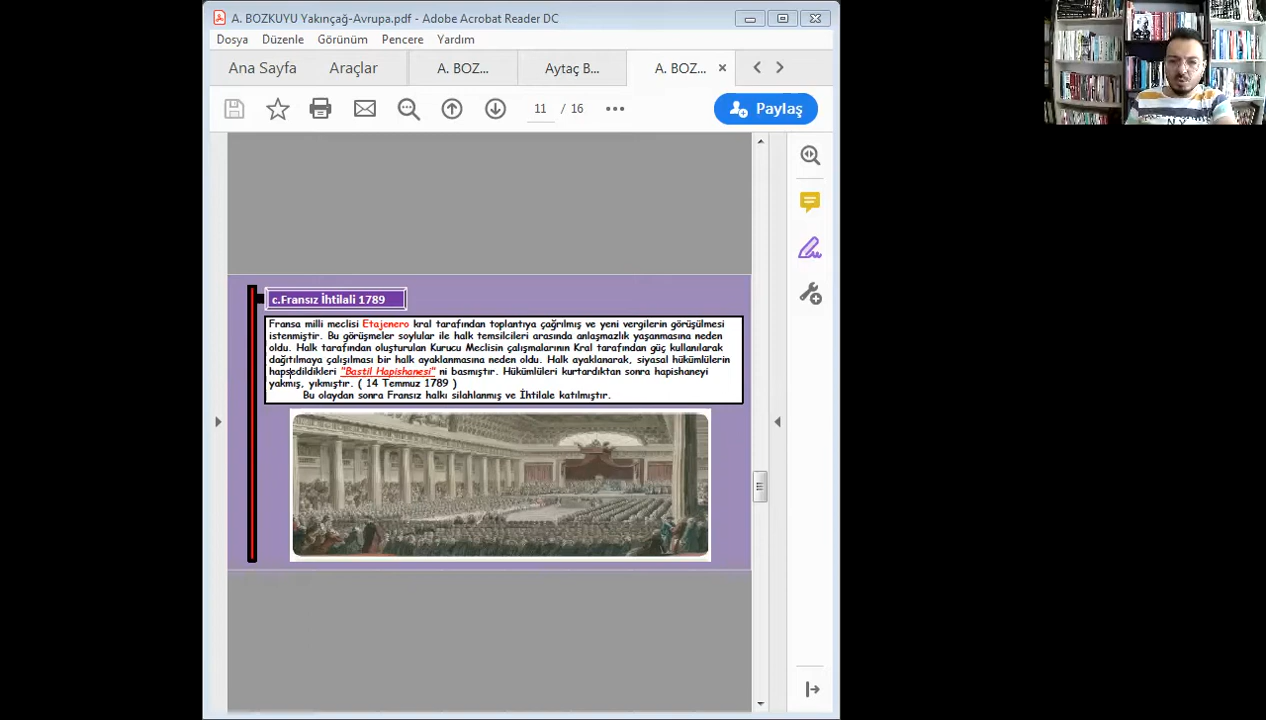 A. BOZKUYU Yakınçağ-Avrupa.pdf - Adobe Acrobat Reader DC
Dosya Düzenle Görünüm Pencere Yardım
Ana Sayfa Araçlar A. BOZ... Aytaç B... A. BOZ...
11 / 16 Paylaş
c.Fransız İhtilali 1789
Fransa milli meclisi Etajenero kral tarafından toplantıya çağrılmış ve yeni vergilerin görüşülmesi
istenmiştir. Bu görüşmeler soylular ile halk temsilcileri arasında anlaşmazlık yaşanmasına neden
oldu. Halk tarafından oluşturulan Kurucu Meclisin çalışmalarının Kral tarafından güç kullanılarak
dağıtılmaya çalışılması bir halk ayaklanmasına neden oldu. Halk ayaklanarak, siyasal hükümlülerin
hapsedildikleri "Bastil Hapishanesi" ni basmıştır. Hükümlüleri kurtardıktan sonra hapishaneyi
yakmış, yıkmıştır. ( 14 Temmuz 1789 )
Bu olaydan sonra Fransız halkı silahlanmış ve İhtilale katılmıştır.